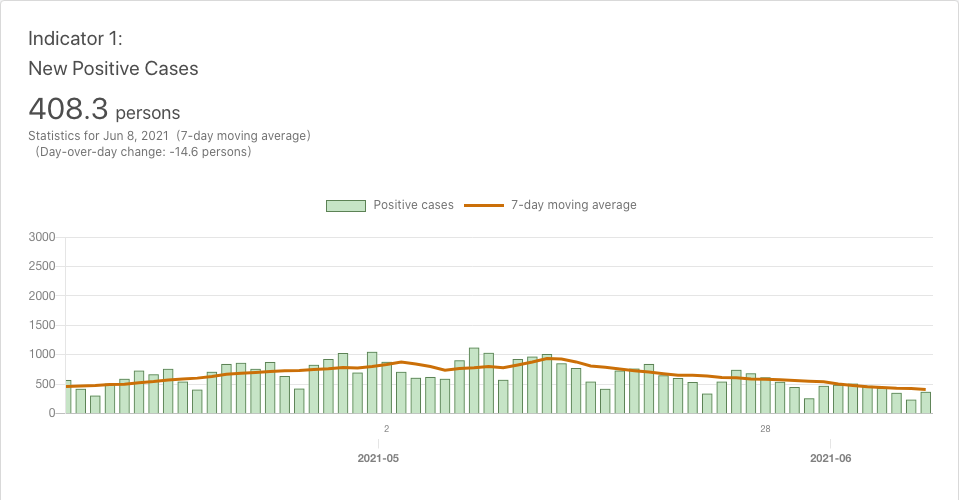 Indicator 1:
New Positive Cases
408.3 persons
Statistics for Jun 8, 2021 (7-day moving average)
(Day-over-day change: -14.6 persons)
Positive cases 7-day moving average
3000
2500
2000
1500
1000
500
0
2 28
2021-05 2021-06